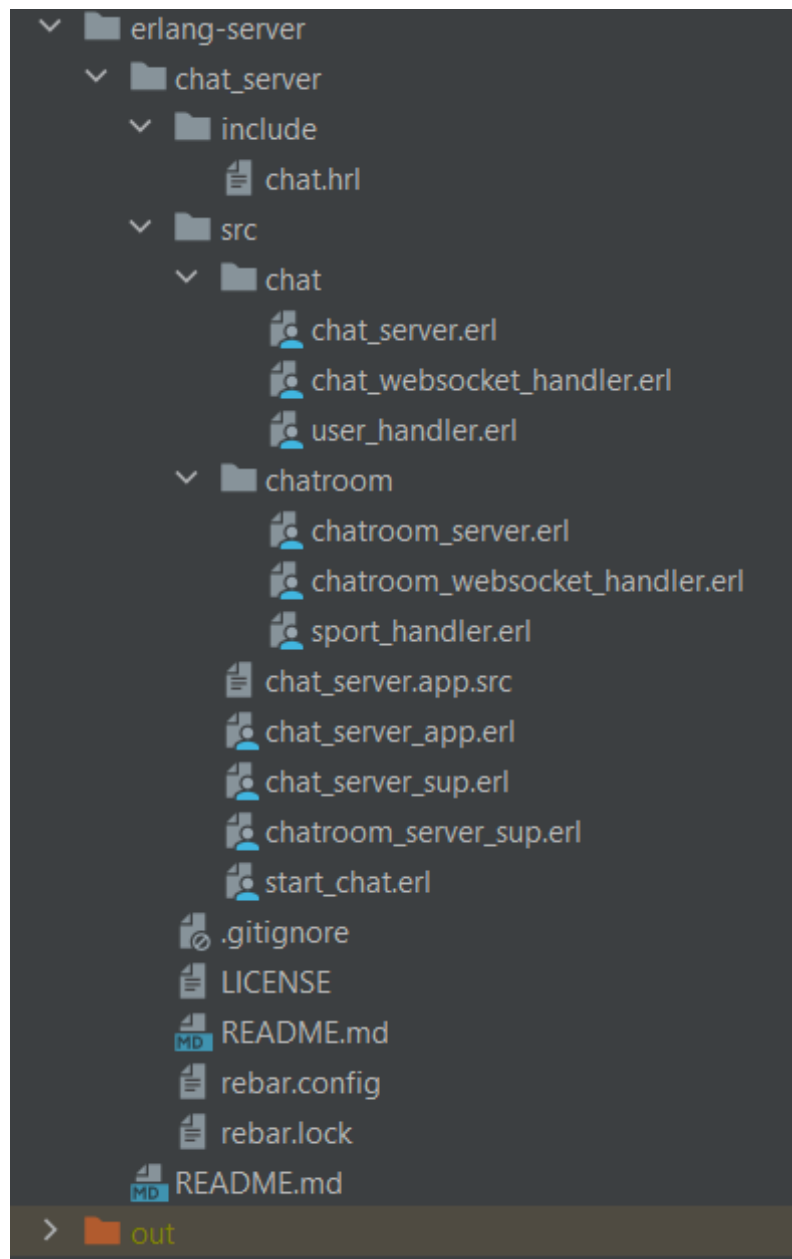 erlang-server
chat_server
include
chat.hrl
src
chat
chat_server.erl
chat_websocket_handler.erl
user_handler.erl
chatroom
chatroom_server.erl
chatroom_websocket_handler.erl
sport_handler.erl
chat_server.app.src
chat_server_app.erl
chat_server_sup.erl
chatroom_server_sup.erl
start_chat.erl
.gitignore
LICENSE
MD README.md
rebar.config
rebar.lock
MD README.md
out